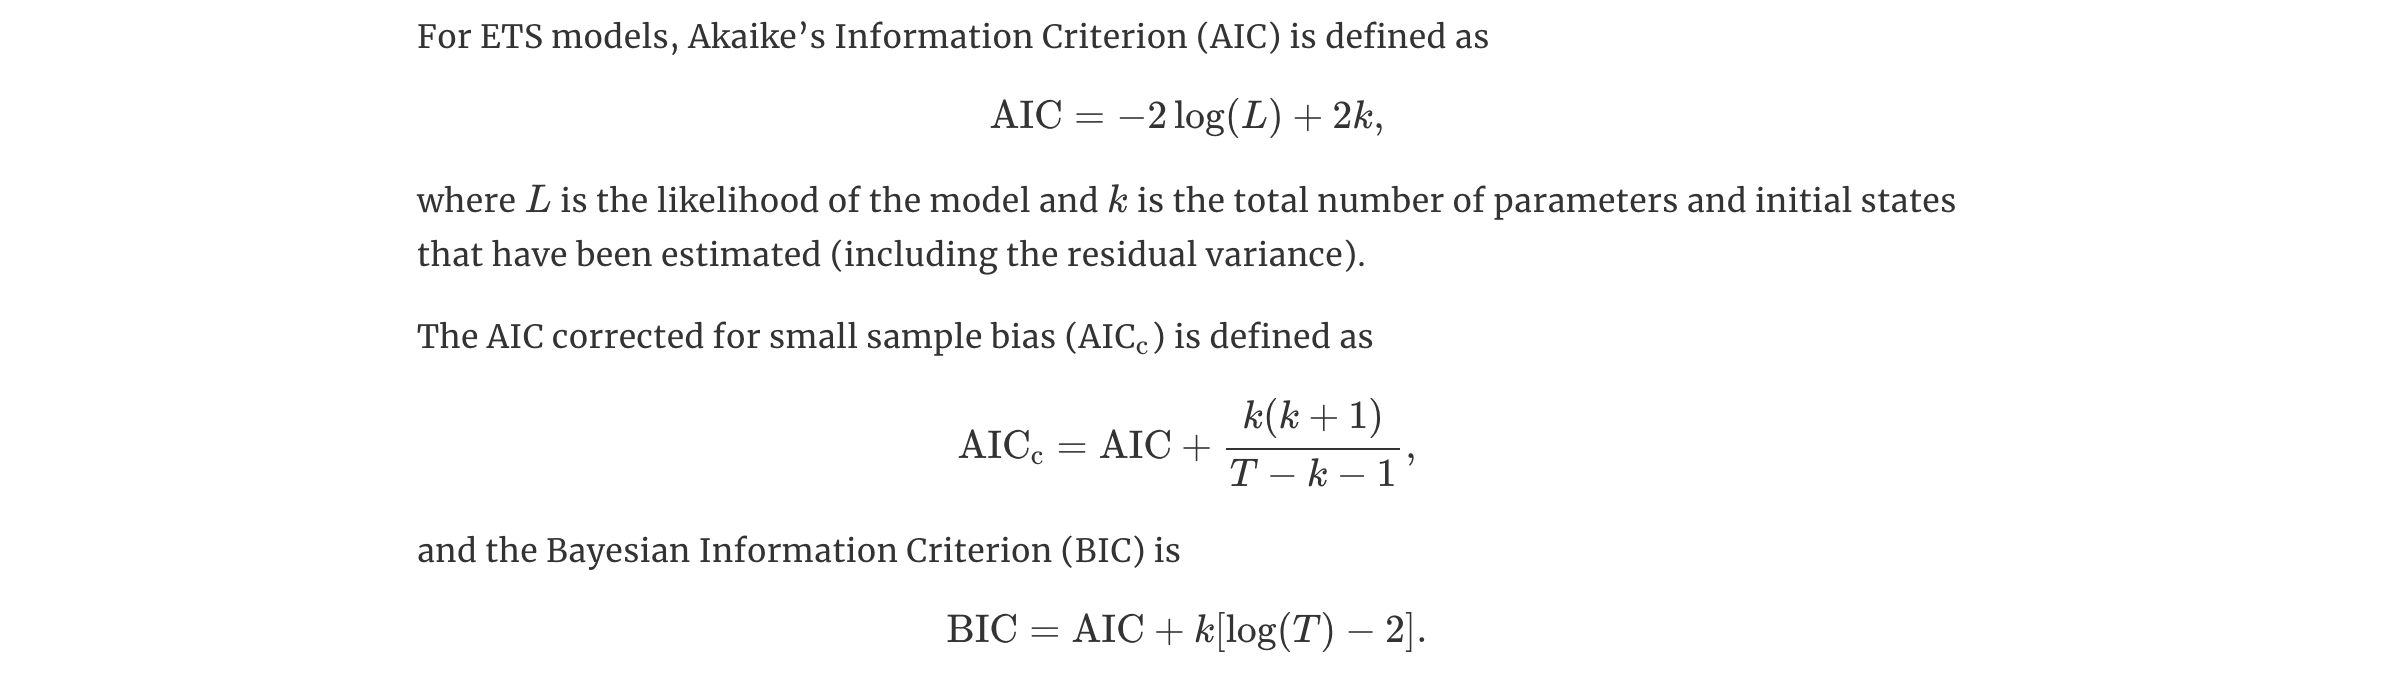 For ETS models, Akaike’s Information Criterion (AIC) is defined as
AIC = −2 log(L) + 2k,
where L is the likelihood of the model and k is the total number of parameters and initial states
that have been estimated (including the residual variance).
The AIC corrected for small sample bias (AIC_c) is defined as
AIC_c = AIC + \frac{k(k + 1)}{T − k − 1},
and the Bayesian Information Criterion (BIC) is
BIC = AIC + k[log(T) − 2].